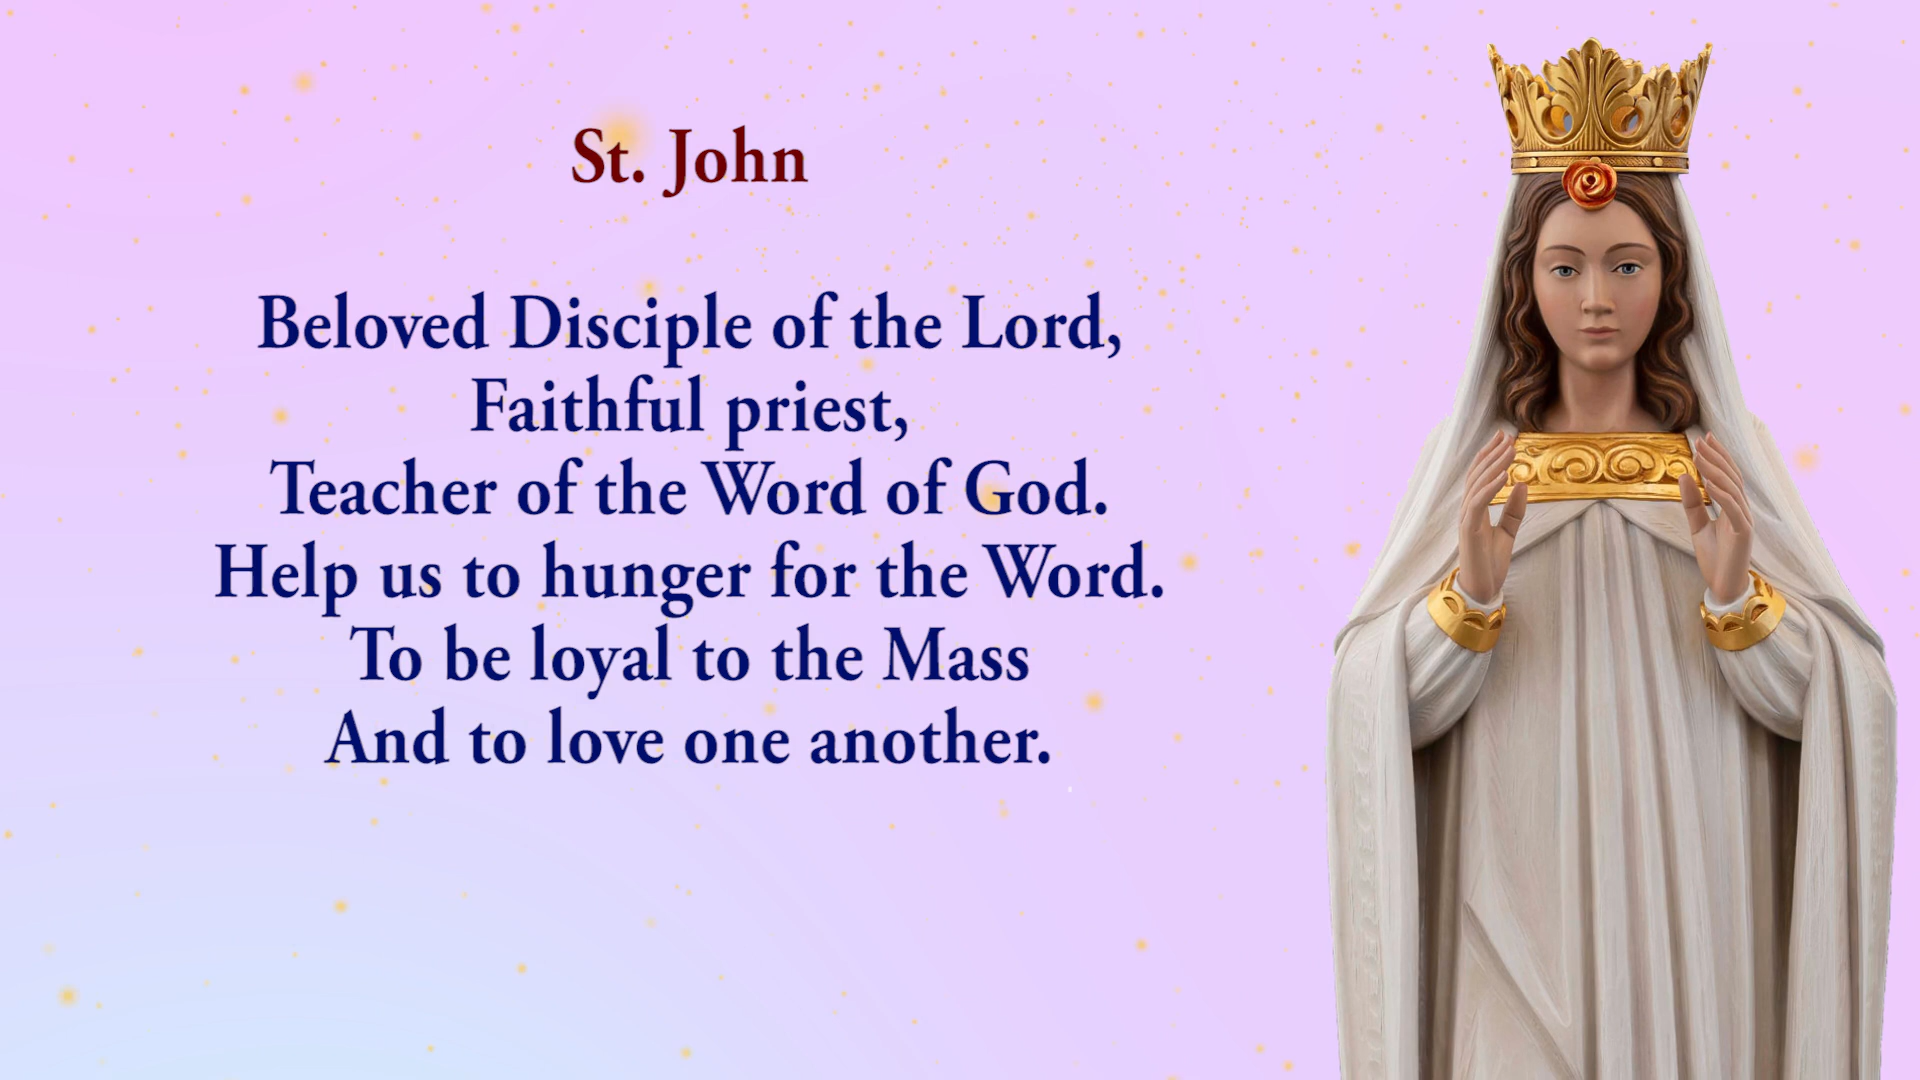 St. John
Beloved Disciple of the Lord,
Faithful priest,
Teacher of the Word of God.
Help us to hunger for the Word.
To be loyal to the Mass
And to love one another.